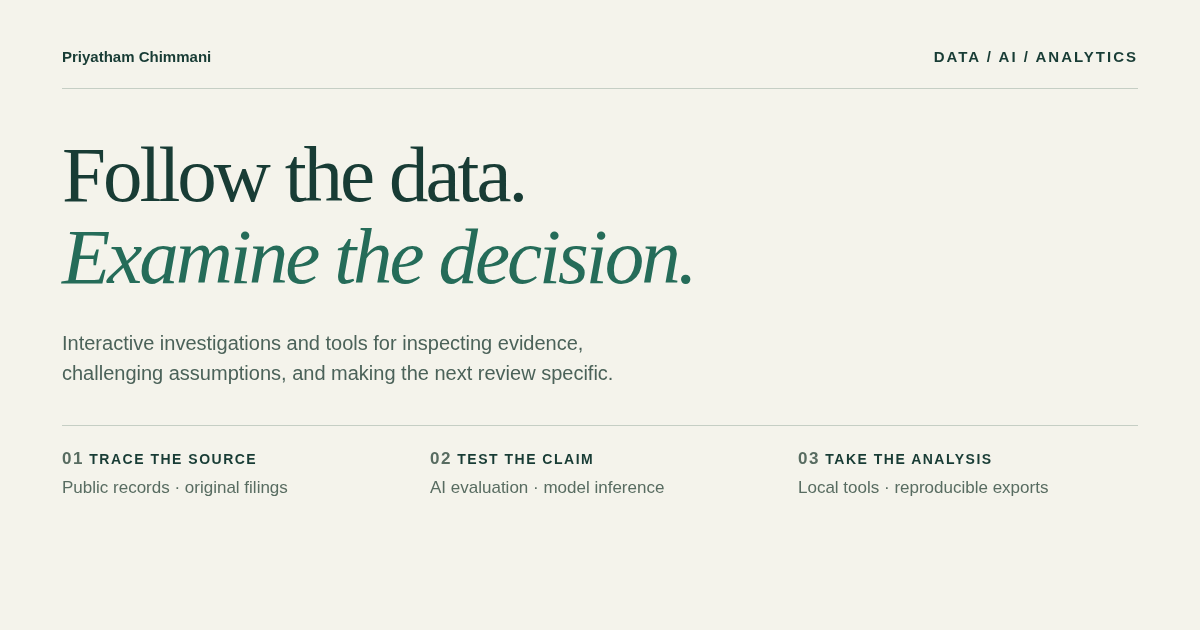 Priyatham Chimmani
DATA / AI / ANALYTICS
Follow the data.
Examine the decision.
Interactive investigations and tools for inspecting evidence,
challenging assumptions, and making the next review specific.
01 TRACE THE SOURCE
Public records · original filings
02 TEST THE CLAIM
AI evaluation · model inference
03 TAKE THE ANALYSIS
Local tools · reproducible exports